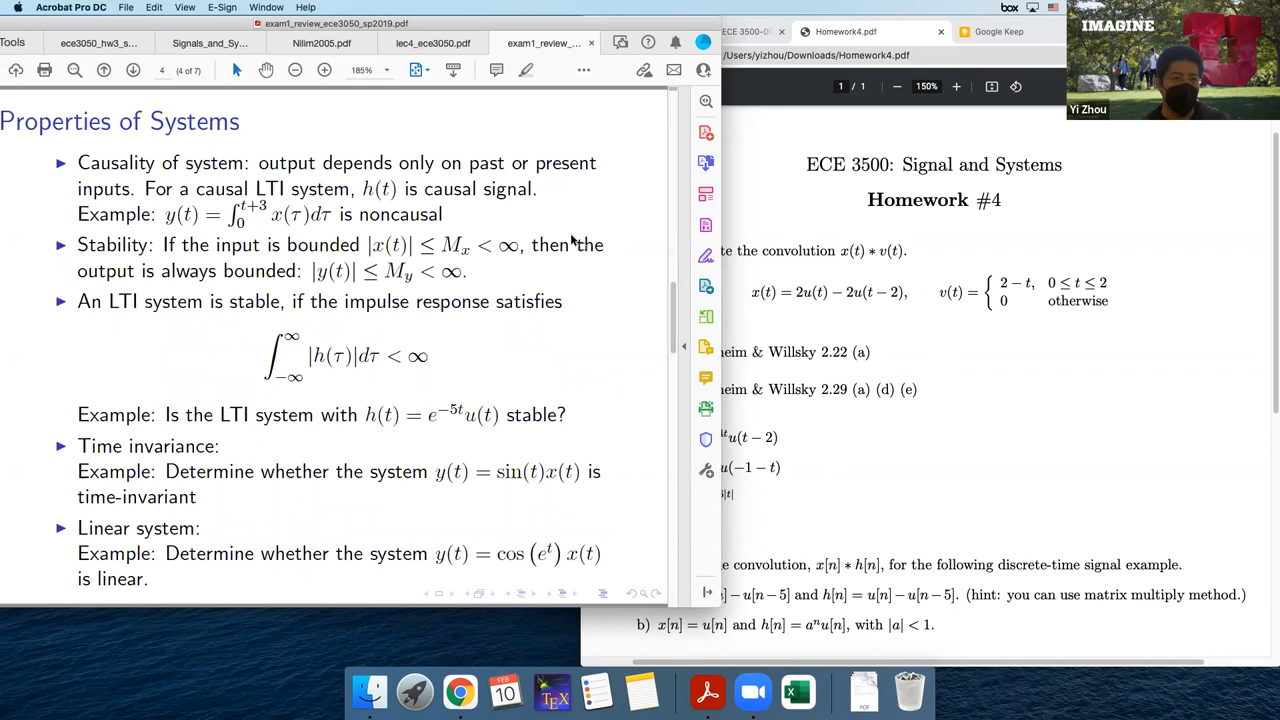 Acrobat Pro DC File Edit View E-Sign Window Help
box
exam1_review_ece3050_sp2019.pdf
Tools ece3050_hw3_s... Signals_and_Sy... Nilim2005.pdf lec4_ece3050.pdf exam1_review_...
4 (4 of 7) 185%
Properties of Systems
Causality of system: output depends only on past or present
inputs. For a causal LTI system, h(t) is causal signal.
Example: y(t) = ∫₀^{t+3} x(τ)dτ is noncausal
Stability: If the input is bounded |x(t)| ≤ Mₓ < ∞, then the
output is always bounded: |y(t)| ≤ M_y < ∞.
An LTI system is stable, if the impulse response satisfies
∫_{−∞}^{∞} |h(τ)|dτ < ∞
Example: Is the LTI system with h(t) = e^{−5t}u(t) stable?
Time invariance:
Example: Determine whether the system y(t) = sin(t)x(t) is
time-invariant
Linear system:
Example: Determine whether the system y(t) = cos(e^t) x(t)
is linear.
ECE 3500-00 Homework4.pdf Google Keep
/Users/yizhou/Downloads/Homework4.pdf
1 / 1 150%
ECE 3500: Signal and Systems
Homework #4
te the convolution x(t) ∗ v(t).
x(t) = 2u(t) − 2u(t − 2), v(t) = { 2 − t, 0 ≤ t ≤ 2
0 otherwise
heim & Willsky 2.22 (a)
heim & Willsky 2.29 (a) (d) (e)
u(t − 2)
u(−1 − t)
e convolution, x[n] ∗ h[n], for the following discrete-time signal example.
] − u[n−5] and h[n] = u[n] − u[n−5]. (hint: you can use matrix multiply method.)
b) x[n] = u[n] and h[n] = aⁿu[n], with |a| < 1.
IMAGINE
U
Yi Zhou
FEB
10
TEX
PDF